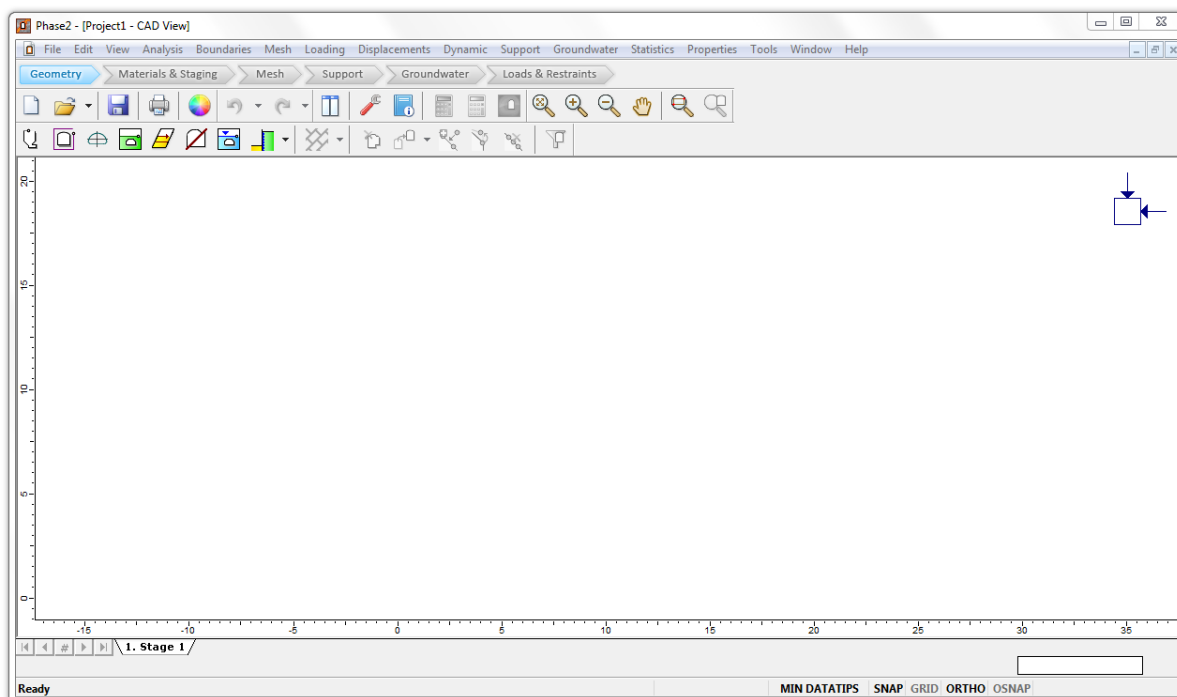 Phase2 - [Project1 - CAD View]
File Edit View Analysis Boundaries Mesh Loading Displacements Dynamic Support Groundwater Statistics Properties Tools Window Help
Geometry Materials & Staging Mesh Support Groundwater Loads & Restraints
20
15
10
5
0
-15 -10 -5 0 5 10 15 20 25 30 35
# 1. Stage 1
Ready MIN DATATIPS SNAP GRID ORTHO OSNAP